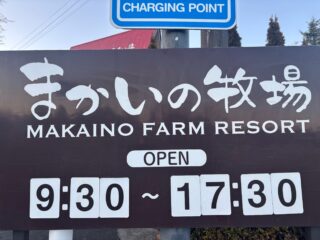 CHARGING POINT
まかいの牧場
MAKAINO FARM RESORT
OPEN
9:30 ~ 17:30